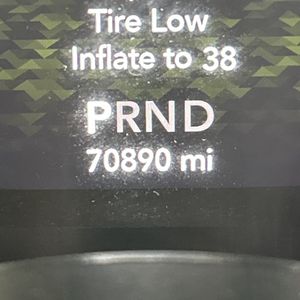 Tire Low
Inflate to 38
PRND
70890 mi